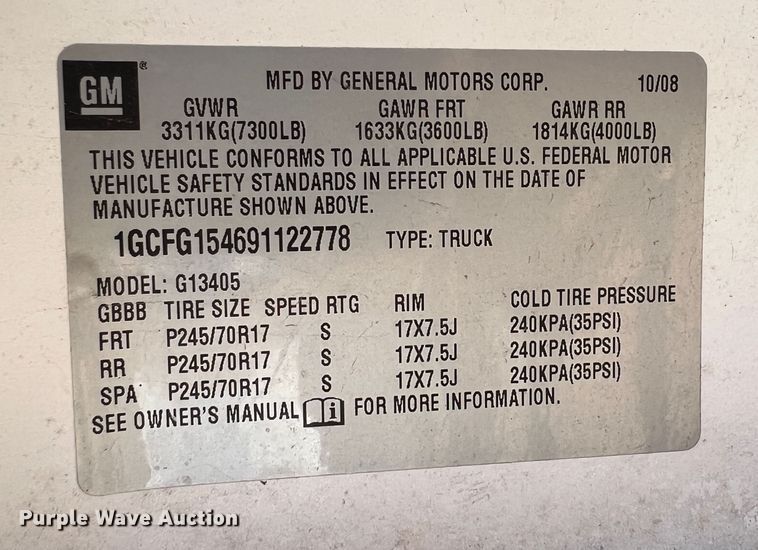 GM ®
MFD BY GENERAL MOTORS CORP. 10/08
GVWR GAWR FRT GAWR RR
3311KG(7300LB) 1633KG(3600LB) 1814KG(4000LB)
THIS VEHICLE CONFORMS TO ALL APPLICABLE U.S. FEDERAL MOTOR
VEHICLE SAFETY STANDARDS IN EFFECT ON THE DATE OF
MANUFACTURE SHOWN ABOVE.
1GCFG154691122778 TYPE: TRUCK
MODEL: G13405
GBBB TIRE SIZE SPEED RTG RIM COLD TIRE PRESSURE
FRT P245/70R17 S 17X7.5J 240KPA(35PSI)
RR P245/70R17 S 17X7.5J 240KPA(35PSI)
SPA P245/70R17 S 17X7.5J 240KPA(35PSI)
SEE OWNER'S MANUAL i FOR MORE INFORMATION.
Purple Wave Auction